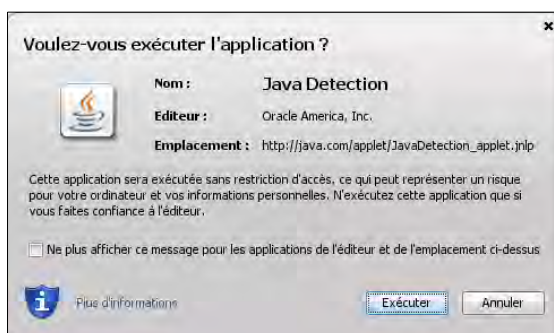 Voulez-vous exécuter l'application ?
Nom : Java Detection
Editeur : Oracle America, Inc.
Emplacement : http://java.com/applet/JavaDetection_applet.jnlp
Cette application sera exécutée sans restriction d'accès, ce qui peut représenter un risque
pour votre ordinateur et vos informations personnelles. N'exécutez cette application que si
vous faites confiance à l'éditeur.
Ne plus afficher ce message pour les applications de l'éditeur et de l'emplacement ci-dessus
Plus d'informations
Exécuter
Annuler